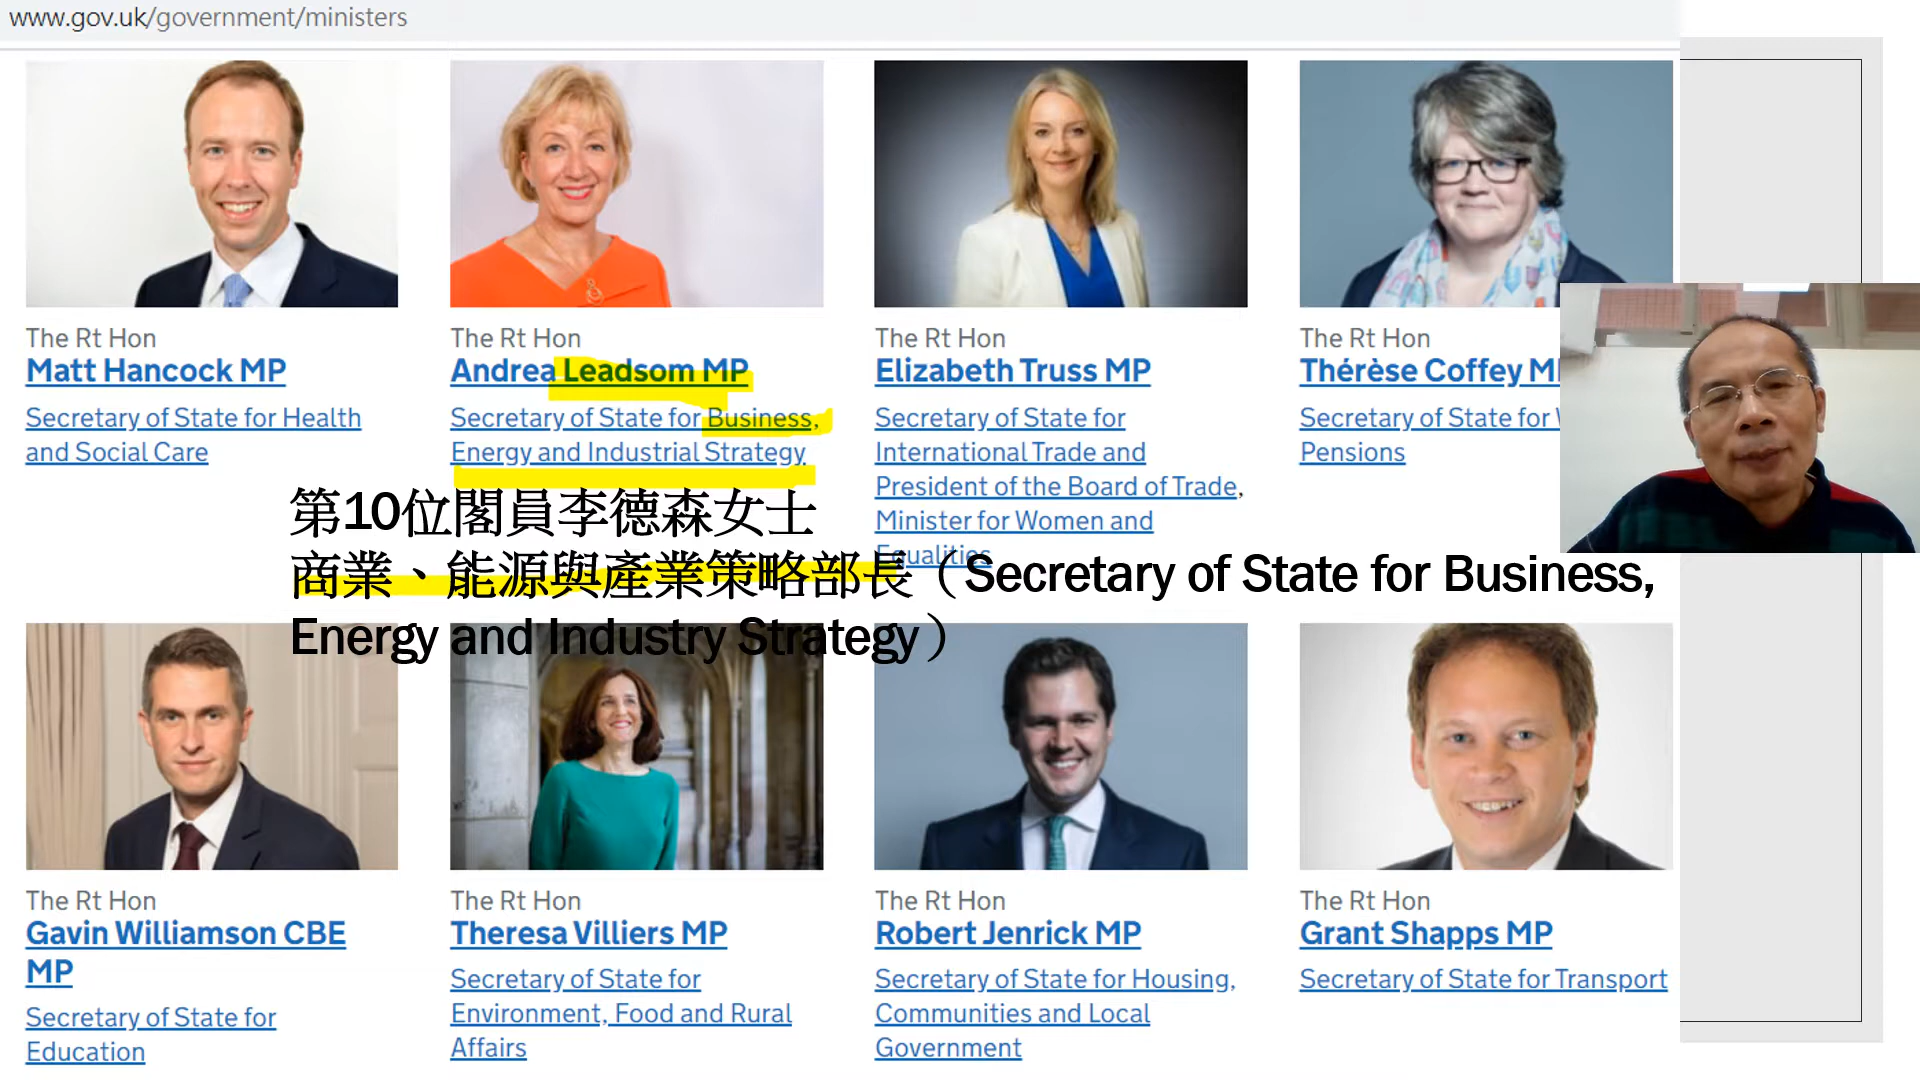 www.gov.uk/government/ministers
The Rt Hon
Matt Hancock MP
Secretary of State for Health
and Social Care
The Rt Hon
Andrea Leadsom MP
Secretary of State for Business,
Energy and Industrial Strategy
The Rt Hon
Elizabeth Truss MP
Secretary of State for
International Trade and
President of the Board of Trade,
Minister for Women and
Equalities
The Rt Hon
Thérèse Coffey
Secretary of State for
Pensions
第10位閣員李德森女士
商業、能源與產業策略部長（Secretary of State for Business,
Energy and Industry Strategy）
The Rt Hon
Gavin Williamson CBE
MP
Secretary of State for
Education
The Rt Hon
Theresa Villiers MP
Secretary of State for
Environment, Food and Rural
Affairs
The Rt Hon
Robert Jenrick MP
Secretary of State for Housing,
Communities and Local
Government
The Rt Hon
Grant Shapps MP
Secretary of State for Transport